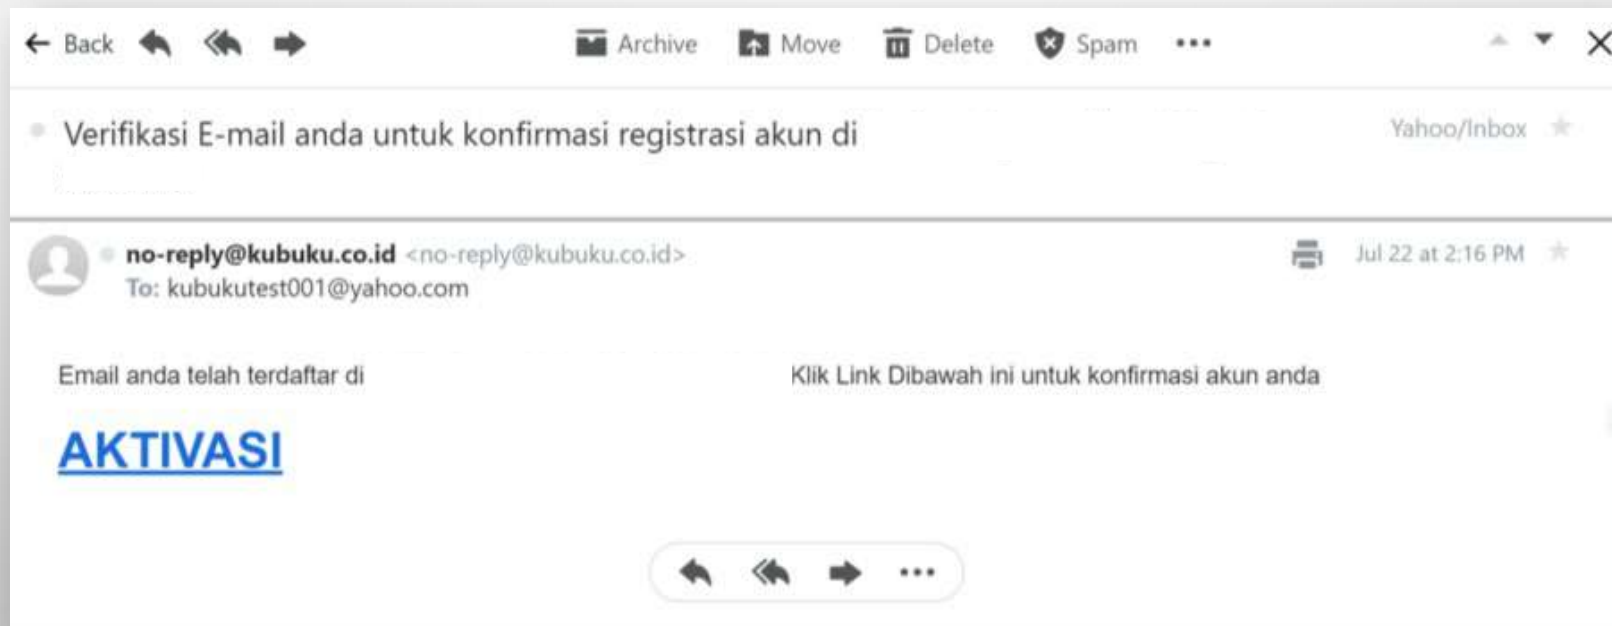 Back Archive Move Delete Spam
Verifikasi E-mail anda untuk konfirmasi registrasi akun di Yahoo/Inbox
no-reply@kubuku.co.id <no-reply@kubuku.co.id> Jul 22 at 2:16 PM
To: kubukutest001@yahoo.com
Email anda telah terdaftar di Klik Link Dibawah ini untuk konfirmasi akun anda
AKTIVASI